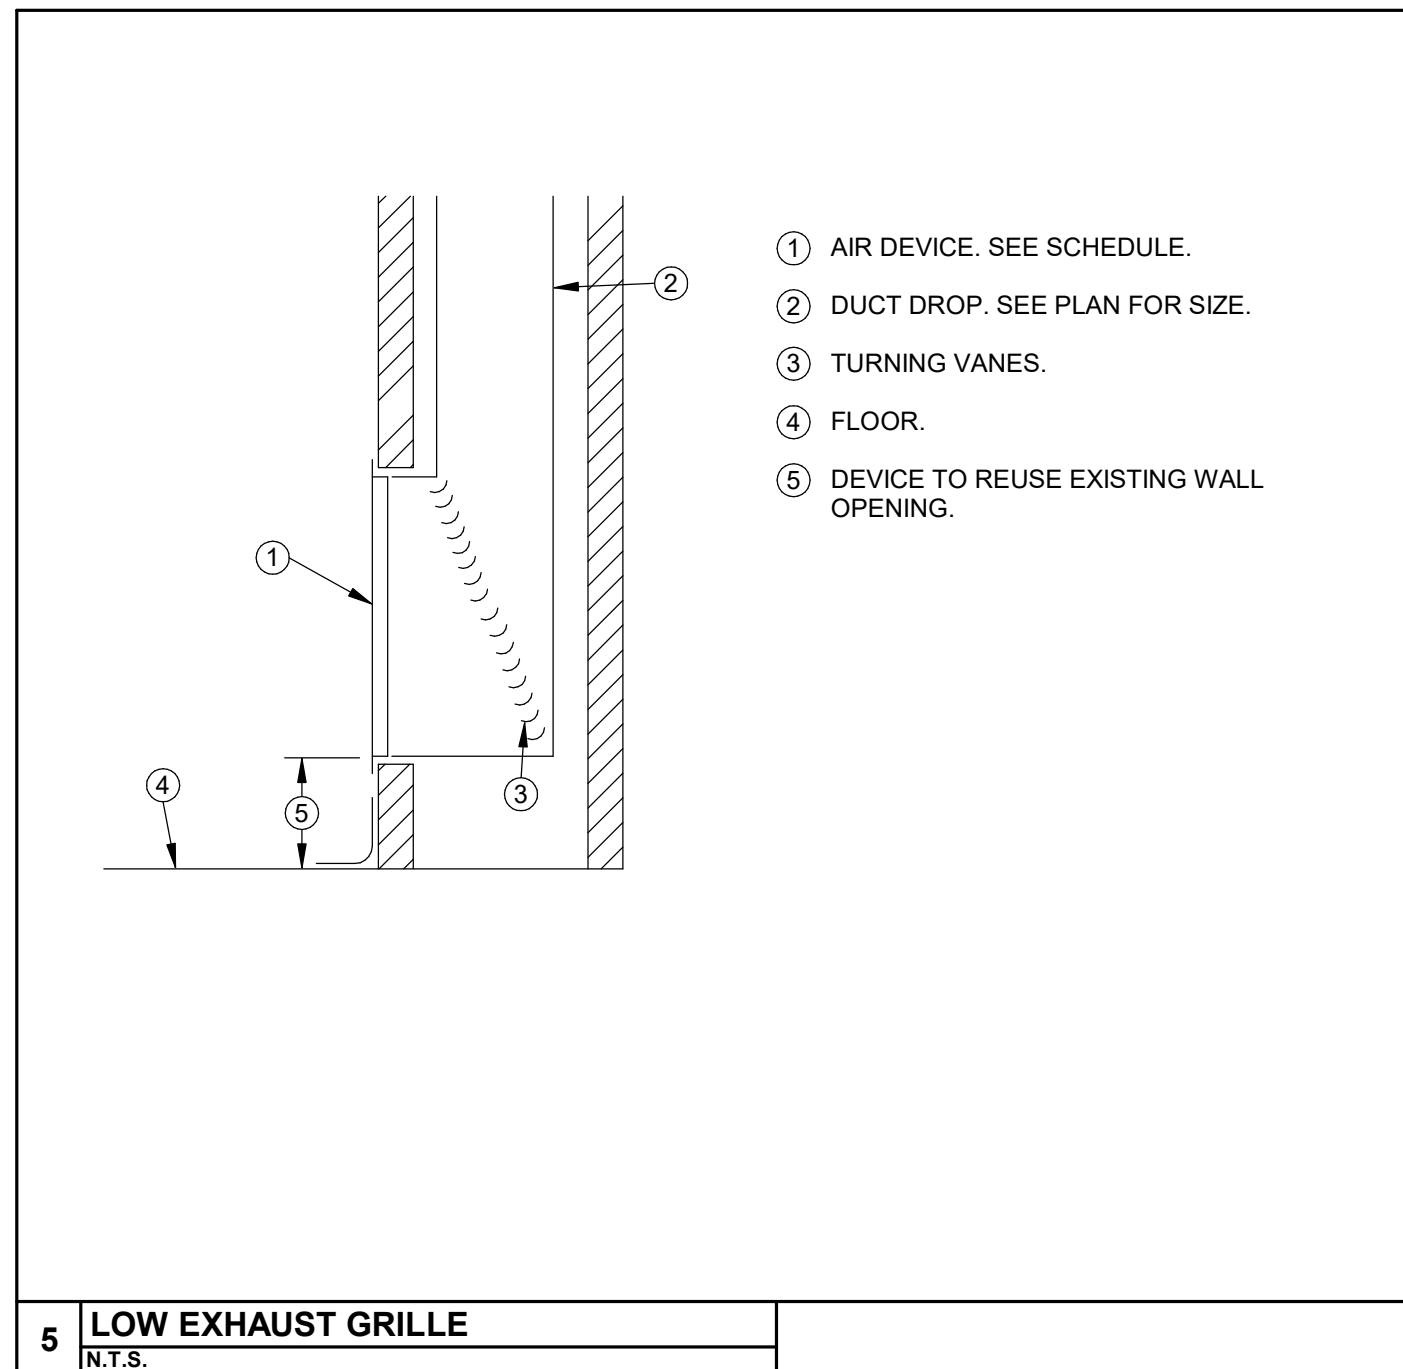 1 AIR DEVICE. SEE SCHEDULE.
2 DUCT DROP. SEE PLAN FOR SIZE.
3 TURNING VANES.
4 FLOOR.
5 DEVICE TO REUSE EXISTING WALL
OPENING.
2
1
4
5
3
5 LOW EXHAUST GRILLE
N.T.S.